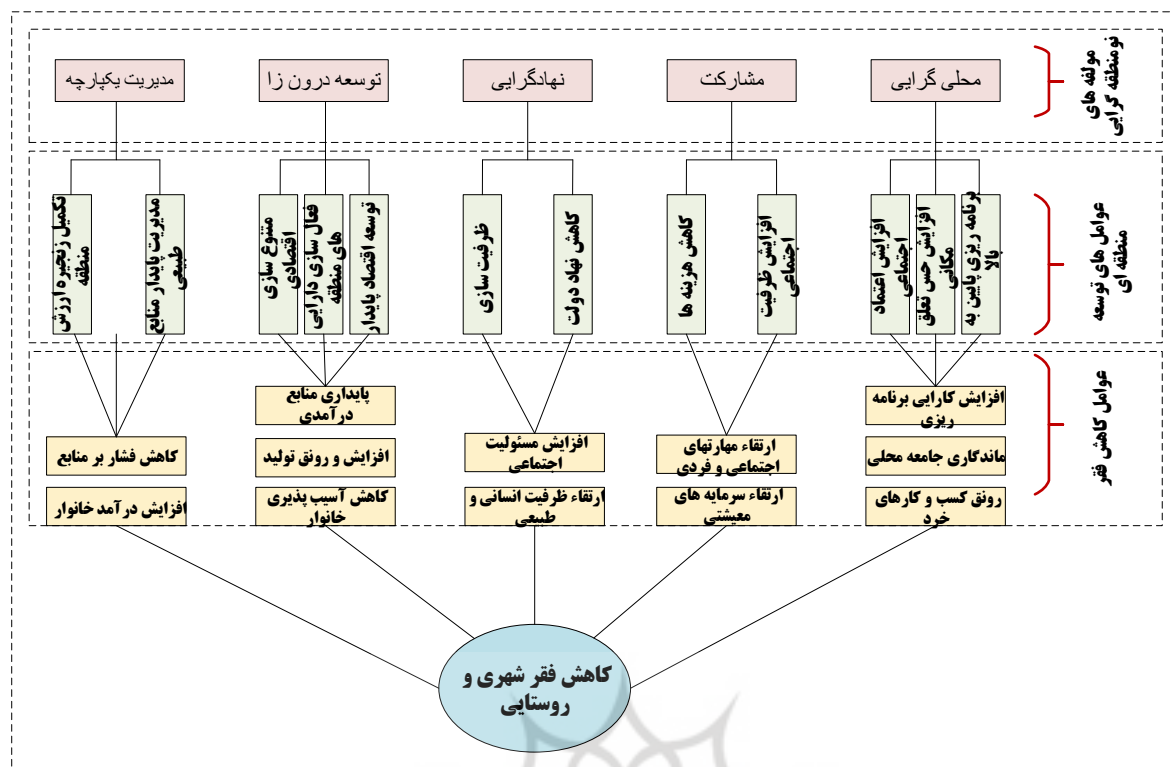 مولفه های
نومنطقه گرایی
محلی گرایی
مشارکت
نهادگرایی
توسعه درون زا
مدیریت یکپارچه
عوامل های توسعه
منطقه ای
برنامه ریزی پایین به
بالا
افزایش حس تعلق
مکانی
افزایش اعتماد
اجتماعی
افزایش ظرفیت
اجتماعی
کاهش هزینه ها
کاهش نهاد دولت
ظرفیت سازی
توسعه اقتصاد پایدار
فعال سازی دارایی
های منطقه
متنوع سازی
اقتصادی
مدیریت پایدار منابع
طبیعی
تکمیل زنجیره ارزش
منطقه
عوامل کاهش فقر
افزایش کارایی برنامه
ریزی
ماندگاری جامعه محلی
رونق کسب و کارهای
خرد
ارتقاء مهارتهای
اجتماعی و فردی
ارتقاء سرمایه های
معیشتی
افزایش مسئولیت
اجتماعی
ارتقاء ظرفیت انسانی و
طبیعی
پایداری منابع
درآمدی
افزایش و رونق تولید
کاهش آسیب پذیری
خانوار
کاهش فشار بر منابع
افزایش درآمد خانوار
کاهش فقر شهری و
روستایی